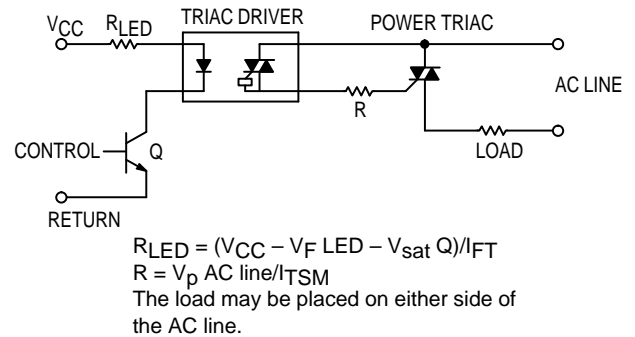 VCC RLED TRIAC DRIVER POWER TRIAC
AC LINE
R
CONTROL Q LOAD
RETURN
RLED = (VCC – VF LED – Vsat Q)/IFT
R = Vp AC line/ITSM
The load may be placed on either side of
the AC line.